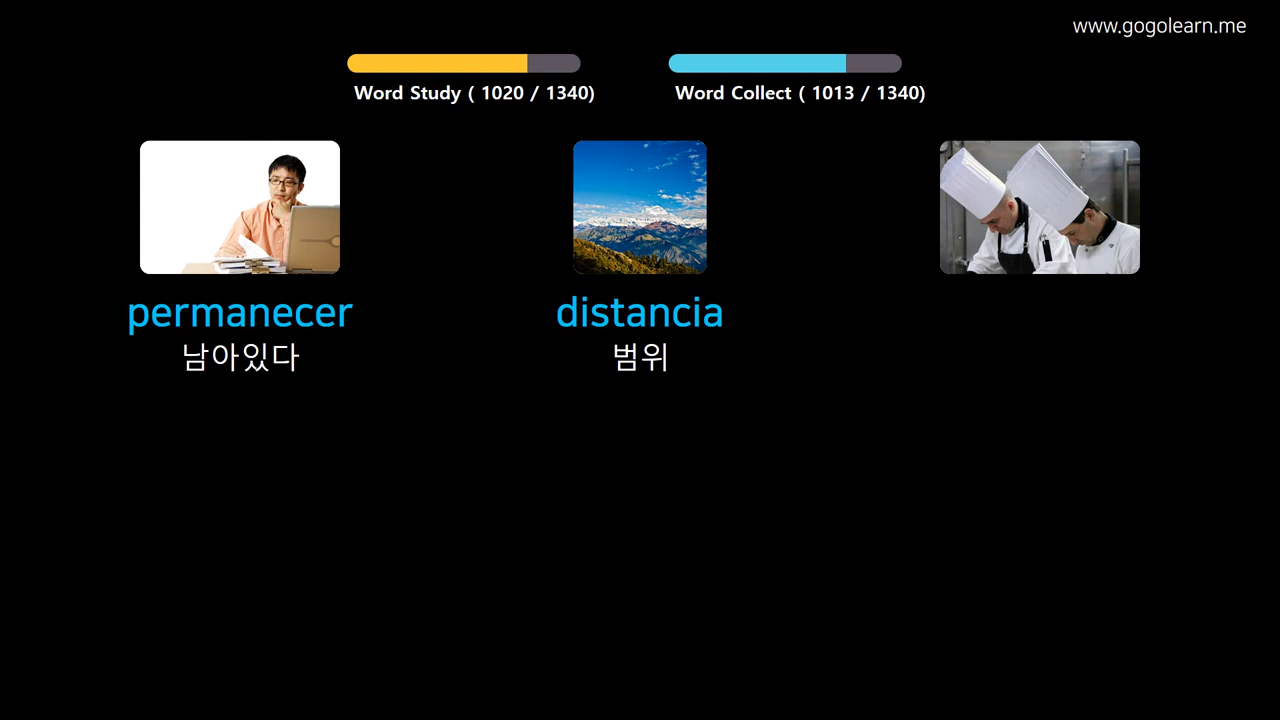 www.gogolearn.me
Word Study ( 1020 / 1340)
Word Collect ( 1013 / 1340)
permanecer
남아있다
distancia
범위